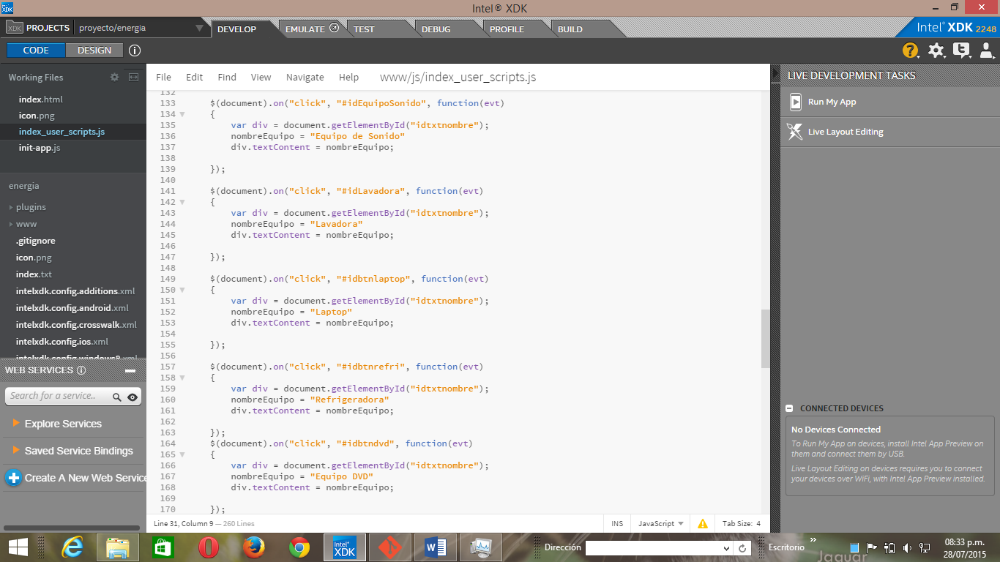 Intel® XDK
PROJECTS
proyecto/energia
DEVELOP
EMULATE
TEST
DEBUG
PROFILE
BUILD
Intel® XDK 2248
CODE
DESIGN
Working Files
index.html
icon.png
index_user_scripts.js
init-app.js
energia
plugins
www
.gitignore
icon.png
index.txt
intelxdk.config.additions.xml
intelxdk.config.android.xml
intelxdk.config.crosswalk.xml
intelxdk.config.ios.xml
intelxdk.config.windows8.xml
WEB SERVICES
Search for a service..
Explore Services
Saved Service Bindings
Create A New Web Service
File Edit Find View Navigate Help www/js/index_user_scripts.js
132
133 $(document).on("click", "#idEquipoSonido", function(evt)
134 {
135 var div = document.getElementById("idtxtnombre");
136 nombreEquipo = "Equipo de Sonido"
137 div.textContent = nombreEquipo;
138
139 });
140
141 $(document).on("click", "#idLavadora", function(evt)
142 {
143 var div = document.getElementById("idtxtnombre");
144 nombreEquipo = "Lavadora"
145 div.textContent = nombreEquipo;
146
147 });
148
149 $(document).on("click", "#idbtnlaptop", function(evt)
150 {
151 var div = document.getElementById("idtxtnombre");
152 nombreEquipo = "Laptop"
153 div.textContent = nombreEquipo;
154
155 });
156
157 $(document).on("click", "#idbtnrefri", function(evt)
158 {
159 var div = document.getElementById("idtxtnombre");
160 nombreEquipo = "Refrigeradora"
161 div.textContent = nombreEquipo;
162
163 });
164 $(document).on("click", "#idbtndvd", function(evt)
165 {
166 var div = document.getElementById("idtxtnombre");
167 nombreEquipo = "Equipo DVD"
168 div.textContent = nombreEquipo;
169
170 });
Line 31, Column 9 — 260 Lines
INS
JavaScript
Tab Size: 4
LIVE DEVELOPMENT TASKS
Run My App
Live Layout Editing
CONNECTED DEVICES
No Devices Connected
To Run My App on devices, install Intel App Preview on
them and connect them by USB.
Live Layout Editing on devices requires you to connect
your devices over WiFi, with Intel App Preview installed.
Dirección
Escritorio
Jaguar
08:33 p.m.
28/07/2015